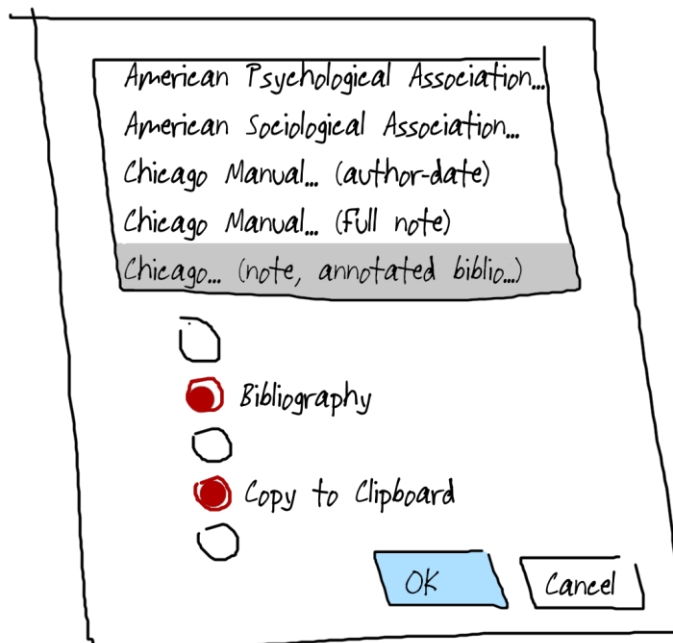 American Psychological Association...
American Sociological Association...
Chicago Manual... (author-date)
Chicago Manual... (full note)
Chicago... (note, annotated biblio...)
Bibliography
Copy to Clipboard
OK Cancel